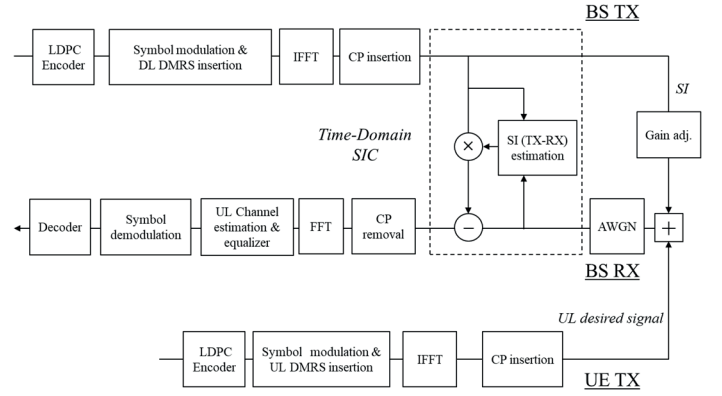 BS TX
LDPC
Encoder
Symbol modulation &
DL DMRS insertion
IFFT
CP insertion
SI
Time-Domain
SIC
×
SI (TX-RX)
estimation
Gain adj.
Decoder
Symbol
demodulation
UL Channel
estimation &
equalizer
FFT
CP
removal
−
AWGN
+
BS RX
UL desired signal
LDPC
Encoder
Symbol modulation &
UL DMRS insertion
IFFT
CP insertion
UE TX